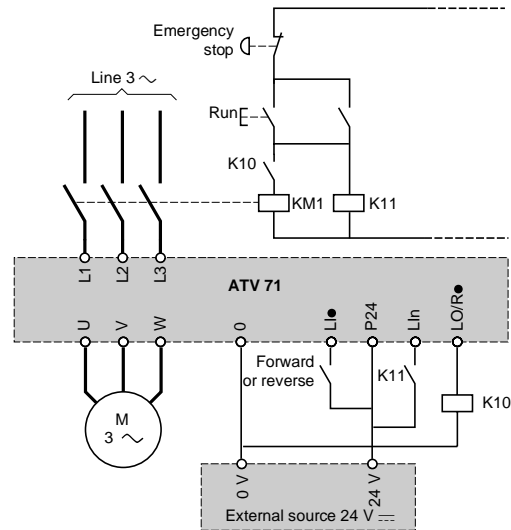 Emergency
stop
Line 3 ~
Run
K10
KM1
K11
L1
L2
L3
ATV 71
U
V
W
0
LI●
P24
LIn
LO/R●
Forward
or reverse
K11
K10
M
3 ~
0 V
24 V
External source 24 V ⎓